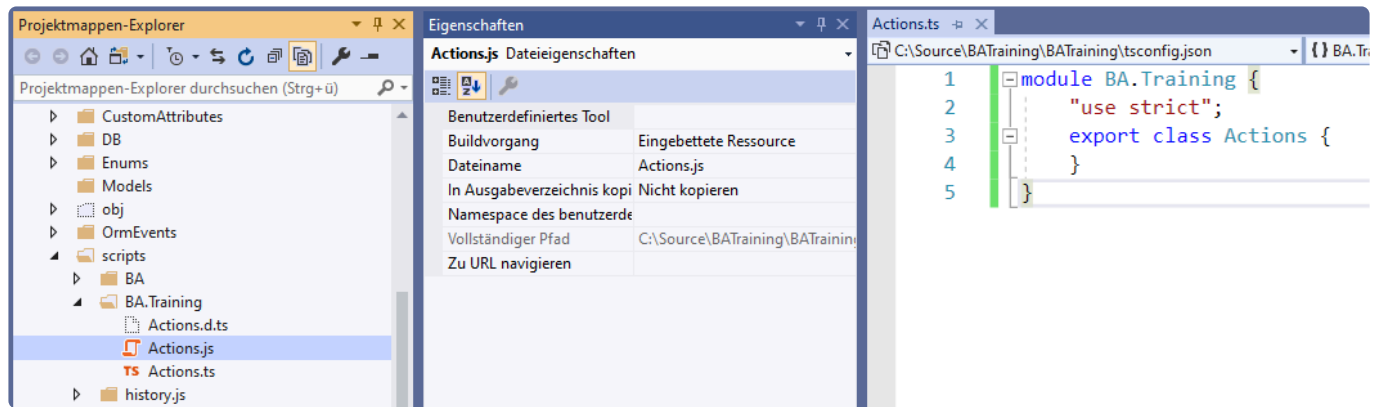 Projektmappen-Explorer
Projektmappen-Explorer durchsuchen (Strg+ü)
CustomAttributes
DB
Enums
Models
obj
OrmEvents
scripts
BA
BA.Training
Actions.d.ts
Actions.js
TS Actions.ts
history.js
Eigenschaften
Actions.js Dateieigenschaften
Benutzerdefiniertes Tool
Buildvorgang Eingebettete Ressource
Dateiname Actions.js
In Ausgabeverzeichnis kopi Nicht kopieren
Namespace des benutzerde
Vollständiger Pfad C:\Source\BATraining\BATraining
Zu URL navigieren
Actions.ts
C:\Source\BATraining\BATraining\tsconfig.json {} BA.Tr
1 module BA.Training {
2 "use strict";
3 export class Actions {
4 }
5 }